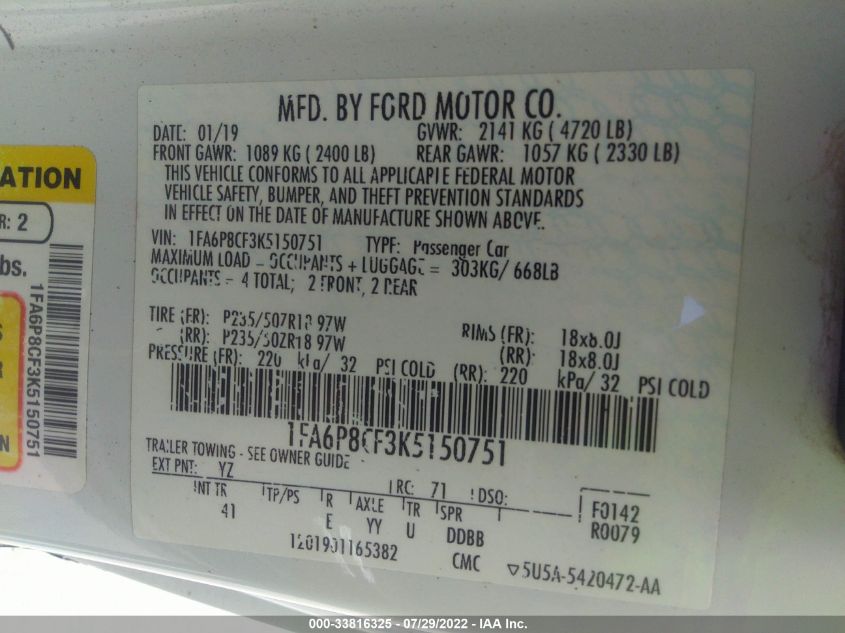 ATION
R: 2
bs.
S
R
N
1FA6P8CF3K5150751
MFD. BY FORD MOTOR CO.
DATE: 01/19 GVWR: 2141 KG ( 4720 LB)
FRONT GAWR: 1089 KG ( 2400 LB) REAR GAWR: 1057 KG ( 2330 LB)
THIS VEHICLE CONFORMS TO ALL APPLICABLE FEDERAL MOTOR
VEHICLE SAFETY, BUMPER, AND THEFT PREVENTION STANDARDS
IN EFFECT ON THE DATE OF MANUFACTURE SHOWN ABOVE.
VIN: 1FA6P8CF3K5150751 TYPE: Passenger Car
MAXIMUM LOAD = OCCUPANTS + LUGGAGE = 303KG/ 668LB
OCCUPANTS = 4 TOTAL; 2 FRONT, 2 REAR
TIRE (FR): P235/50ZR18 97W RIMS (FR): 18x8.0J
(RR): P235/50ZR18 97W (RR): 18x8.0J
PRESSURE (FR): 220 kPa/ 32 PSI COLD (RR): 220 kPa/ 32 PSI COLD
1FA6P8CF3K5150751
TRAILER TOWING - SEE OWNER GUIDE
EXT PNT: YZ RC: 71 DSO: F0142
INT TR TP/PS R AXLE TR SPR R0079
41 E YY U DDBB
1201901165382 CMC ▽5U5A-5420472-AA
000-33816325 - 07/29/2022 - IAA Inc.